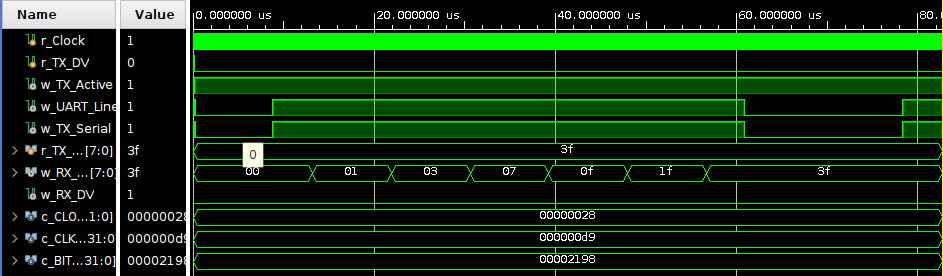 Name Value 0.000000 us 20.000000 us 40.000000 us 60.000000 us 80.
r_Clock 1
r_TX_DV 0
w_TX_Active 1
w_UART_Line 1
w_TX_Serial 1
r_TX_...[7:0] 3f 3f
0
w_RX_...[7:0] 3f 00 01 03 07 0f 1f 3f
w_RX_DV 1
c_CLO...1:0] 00000028 00000028
c_CLK...31:0] 000000d9 000000d9
c_BIT...31:0] 00002198 00002198